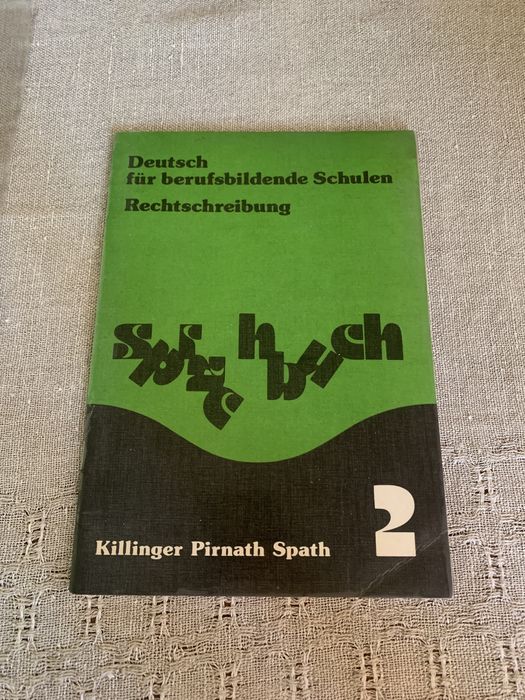 Deutsch
für berufsbildende Schulen
Rechtschreibung
sprachbuch
2
Killinger Pirnath Spath